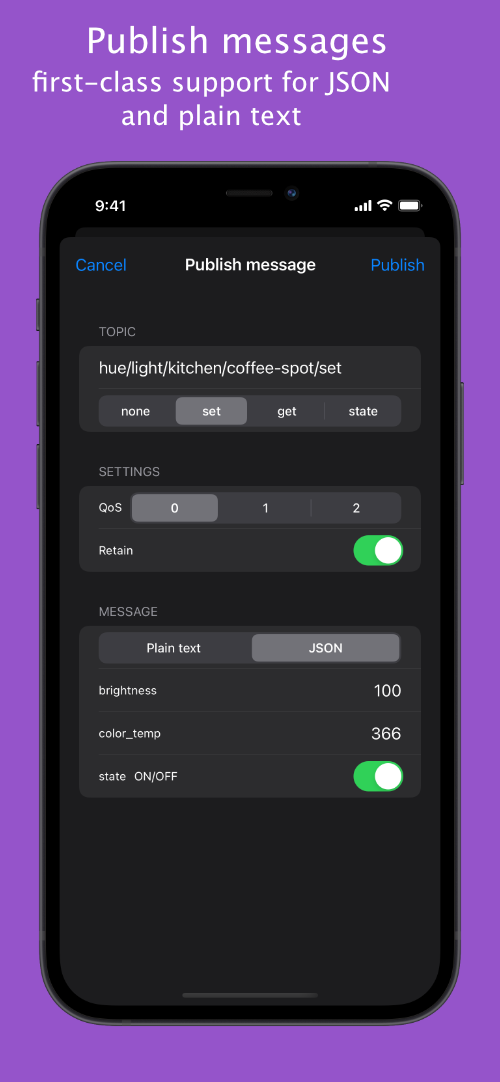 Publish messages
first-class support for JSON
and plain text
9:41
Cancel Publish message Publish
TOPIC
hue/light/kitchen/coffee-spot/set
none set get state
SETTINGS
QoS 0 1 2
Retain
MESSAGE
Plain text JSON
brightness 100
color_temp 366
state ON/OFF